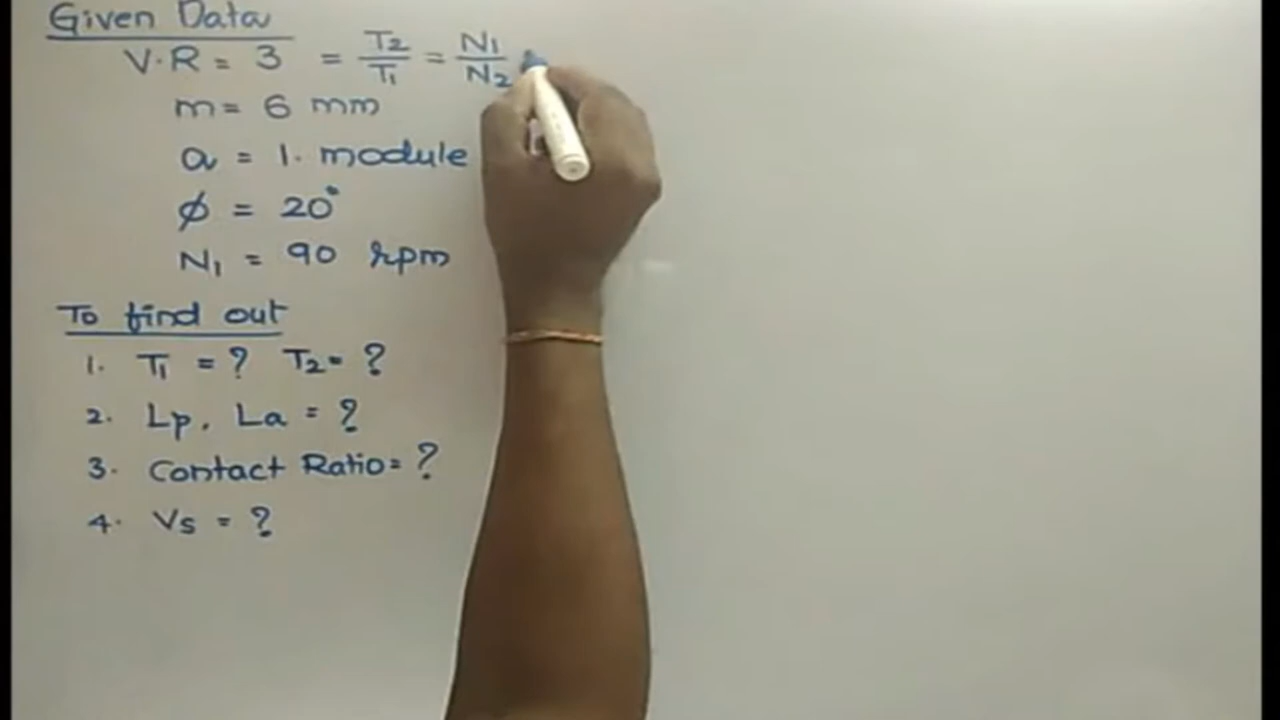 Given Data
V.R = 3 = T2/T1 = N1/N2
m = 6 mm
a = 1. module
φ = 20°
N1 = 90 rpm
To find out
1. T1 = ? T2 = ?
2. Lp, La = ?
3. Contact Ratio = ?
4. Vs = ?